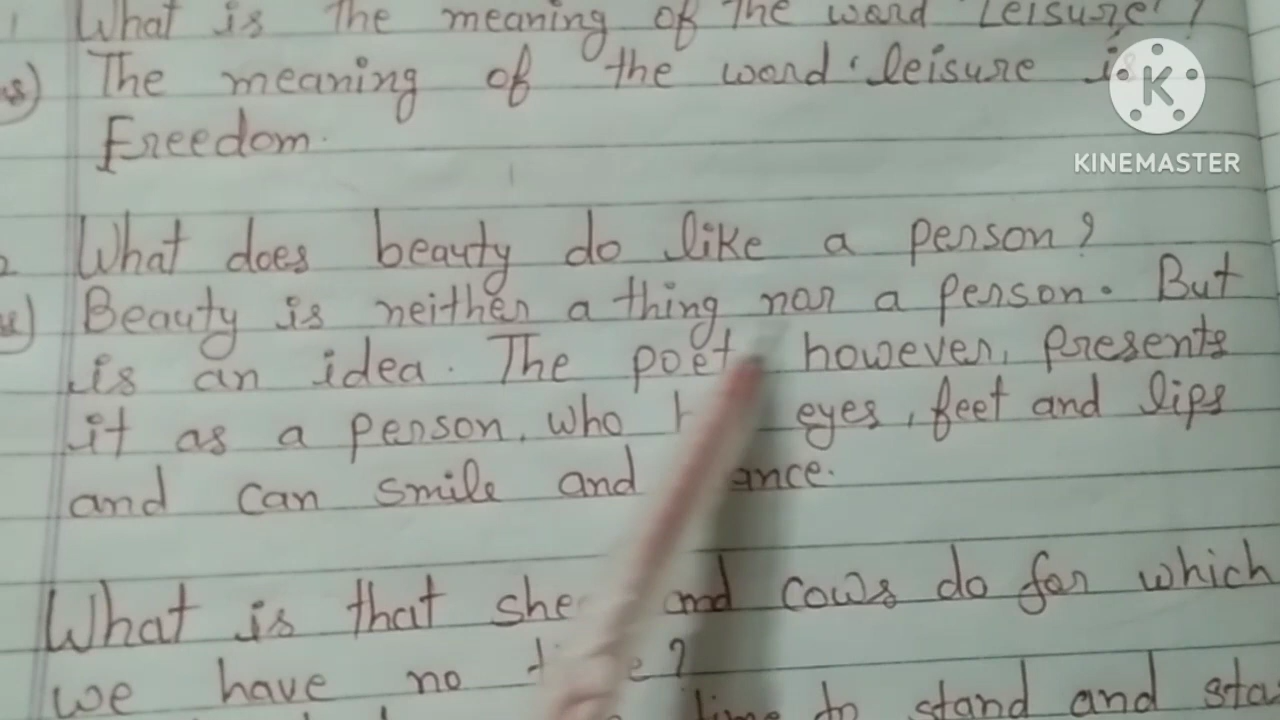 What is the meaning of the word 'Leisure'?
The meaning of the word 'leisure is
Freedom.
KINEMASTER
What does beauty do like a person?
Beauty is neither a thing nor a person. But
is an idea. The poet, however, presents
it as a person, who eyes, feet and lips
and can smile and
What is that and cows do for which
we have no
time to stand and